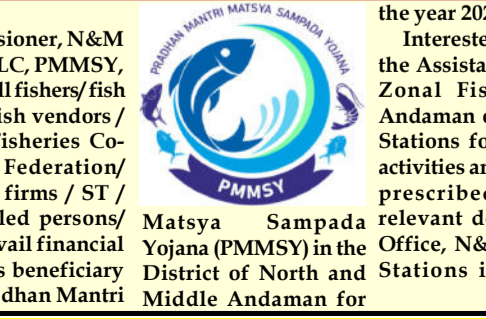 sioner, N&M
LC, PMMSY,
ll fishers/ fish
ish vendors /
isheries Co-
Federation/
firms / ST /
led persons/
vail financial
s beneficiary
dhan Mantri
PRADHAN MANTRI MATSYA SAMPADA YOJANA
PMMSY
Matsya Sampada
Yojana (PMMSY) in the
District of North and
Middle Andaman for
the year 202
Intereste
the Assista
Zonal Fis
Andaman
Stations fo
activities ar
prescribe
relevant d
Office, N&
Stations i